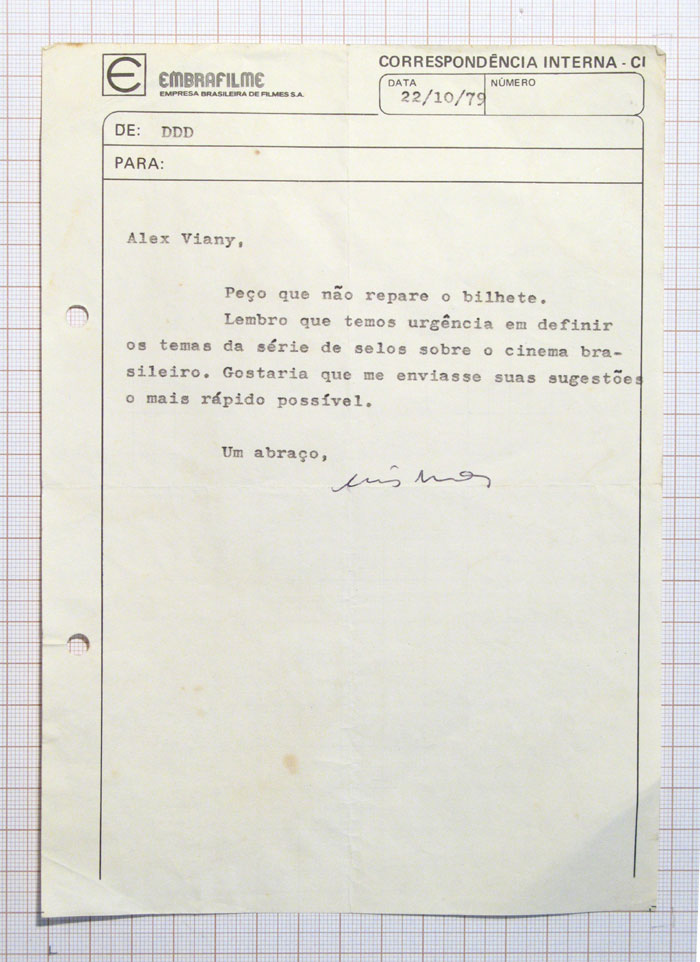 EMBRAFILME
EMPRESA BRASILEIRA DE FILMES S.A.
CORRESPONDÊNCIA INTERNA - CI
DATA
22/10/79
NÚMERO
DE: DDD
PARA:
Alex Viany,
Peço que não repare o bilhete.
Lembro que temos urgência em definir
os temas da série de selos sobre o cinema bra-
sileiro. Gostaria que me enviasse suas sugestões
o mais rápido possível.
Um abraço,